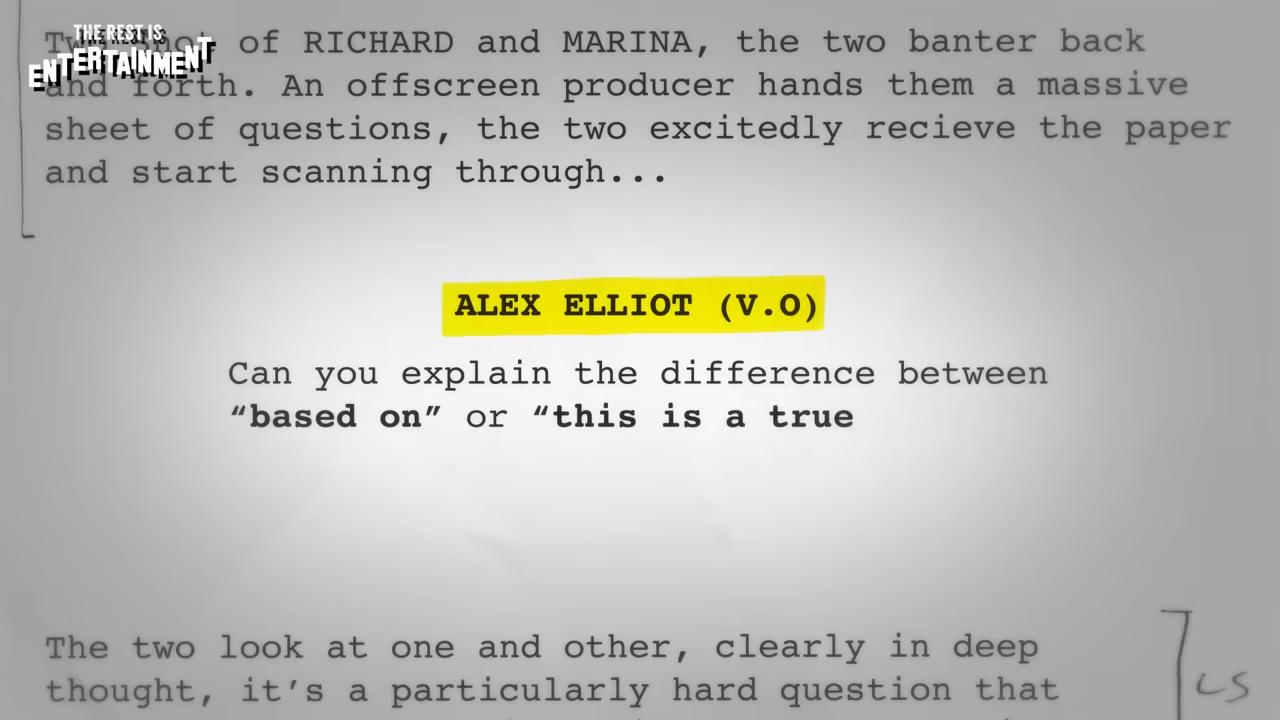 THE REST IS
ENTERTAINMENT
of RICHARD and MARINA, the two banter back
and forth. An offscreen producer hands them a massive
sheet of questions, the two excitedly recieve the paper
and start scanning through...
ALEX ELLIOT (V.O)
Can you explain the difference between
“based on” or “this is a true
The two look at one and other, clearly in deep
thought, it's a particularly hard question that
LS